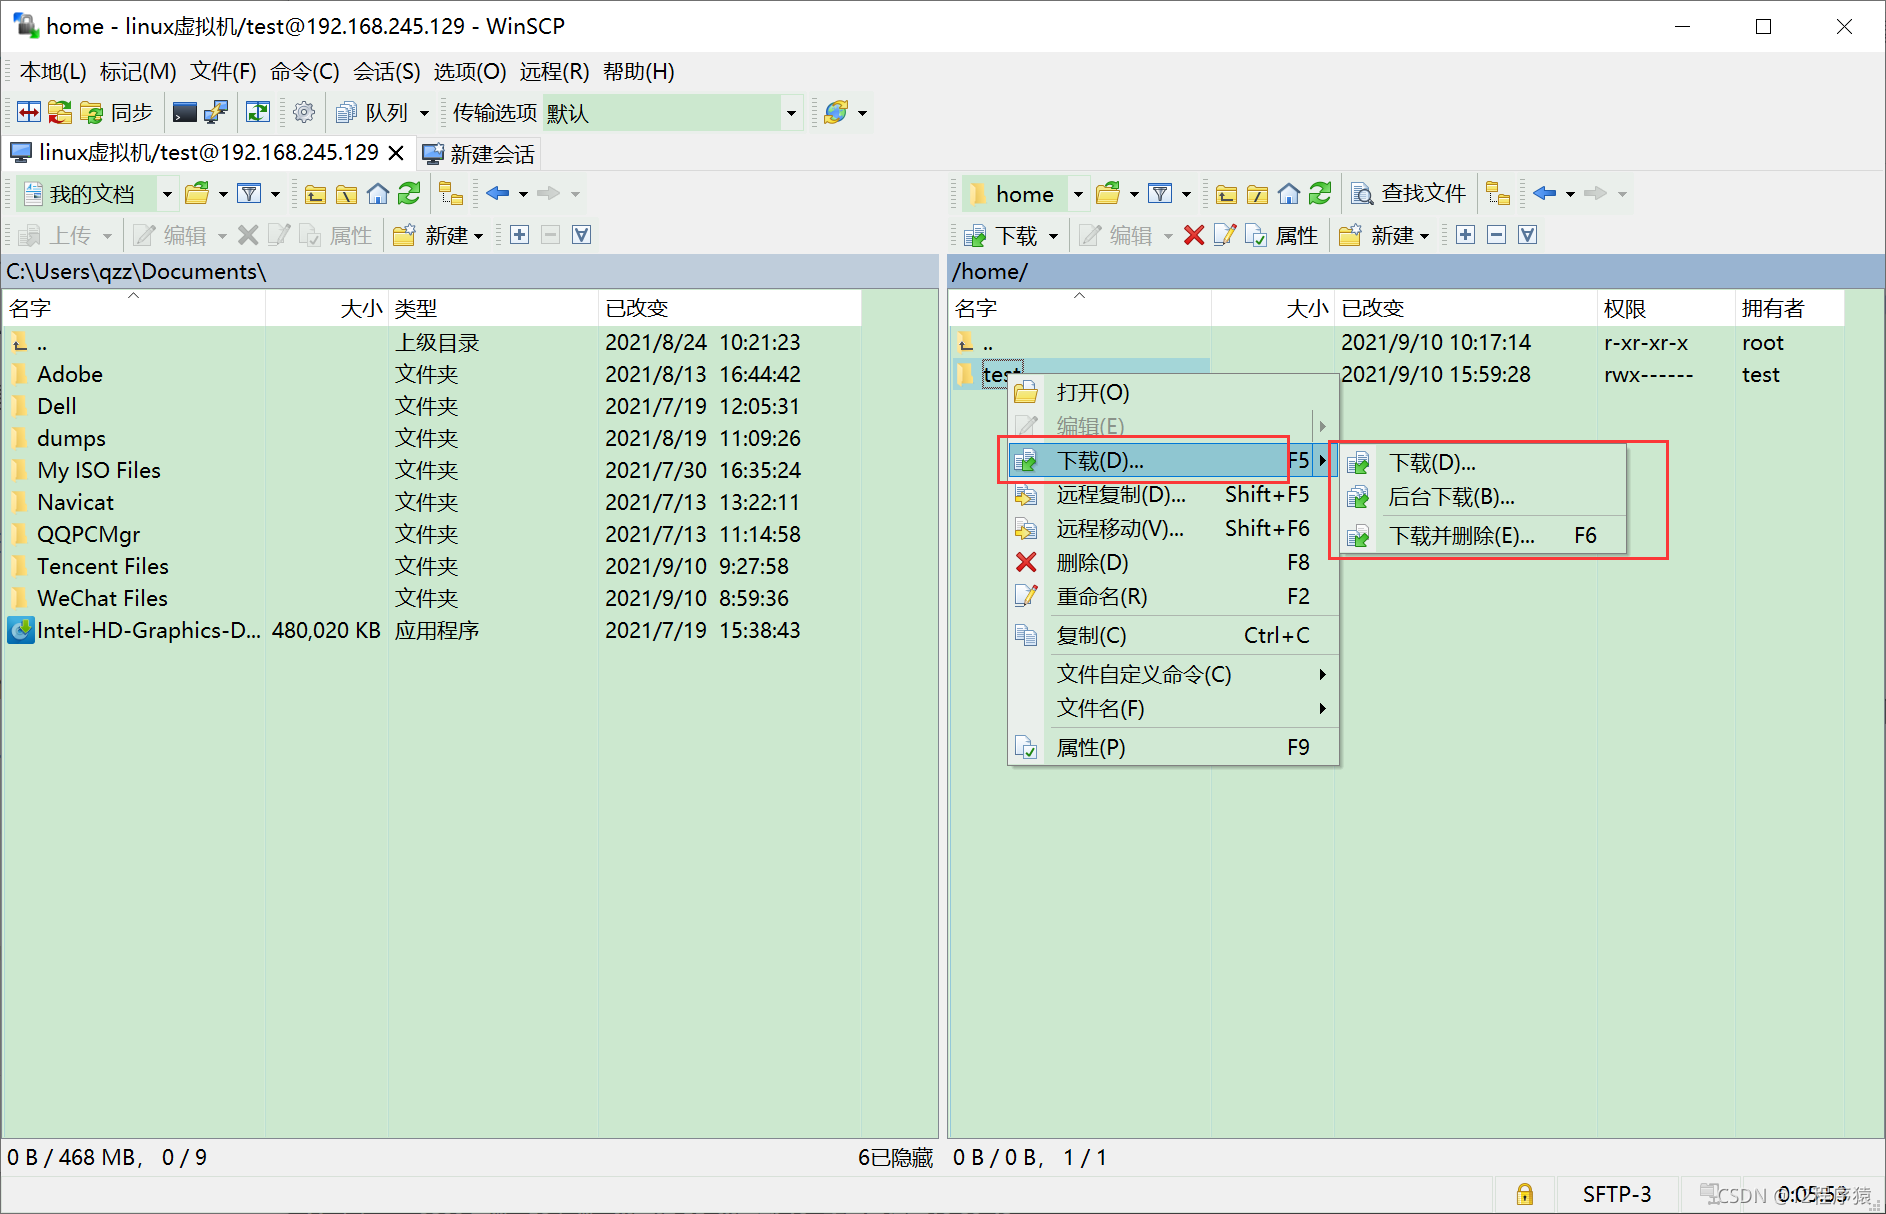 home - linux虚拟机/test@192.168.245.129 - WinSCP
本地(L) 标记(M) 文件(F) 命令(C) 会话(S) 选项(O) 远程(R) 帮助(H)
同步 队列 传输选项 默认
linux虚拟机/test@192.168.245.129 新建会话
我的文档 home 查找文件
上传 编辑 属性 新建 下载 编辑 属性 新建
C:\Users\qzz\Documents\ /home/
名字 大小 类型 已改变
.. 上级目录 2021/8/24 10:21:23
Adobe 文件夹 2021/8/13 16:44:42
Dell 文件夹 2021/7/19 12:05:31
dumps 文件夹 2021/8/19 11:09:26
My ISO Files 文件夹 2021/7/30 16:35:24
Navicat 文件夹 2021/7/13 13:22:11
QQPCMgr 文件夹 2021/7/13 11:14:58
Tencent Files 文件夹 2021/9/10 9:27:58
WeChat Files 文件夹 2021/9/10 8:59:36
Intel-HD-Graphics-D... 480,020 KB 应用程序 2021/7/19 15:38:43
名字 大小 已改变 权限 拥有者
.. 2021/9/10 10:17:14 r-xr-xr-x root
test 2021/9/10 15:59:28 rwx------ test
打开(O)
编辑(E)
下载(D)... F5
远程复制(D)... Shift+F5
远程移动(V)... Shift+F6
删除(D) F8
重命名(R) F2
复制(C) Ctrl+C
文件自定义命令(C)
文件名(F)
属性(P) F9
下载(D)...
后台下载(B)...
下载并删除(E)... F6
0 B / 468 MB, 0 / 9 6已隐藏 0 B / 0 B, 1 / 1
SFTP-3 0:05:53